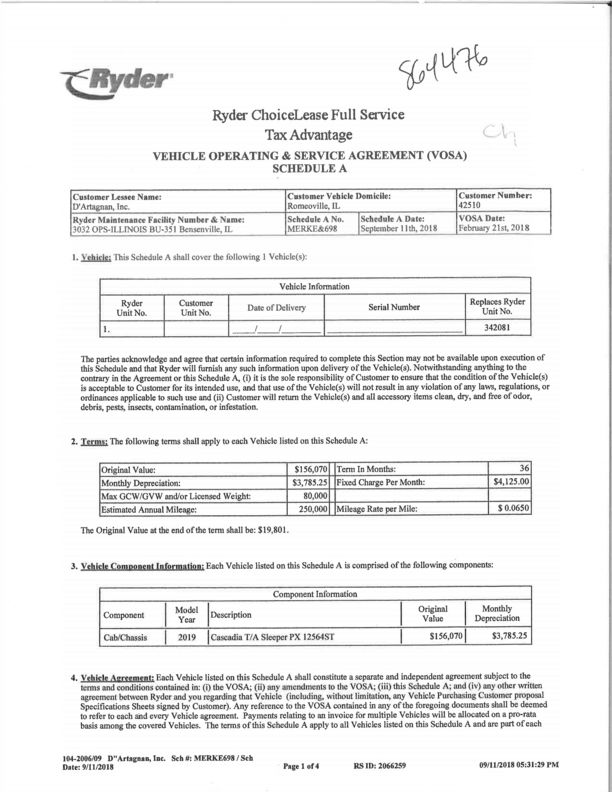 864476
Ryder
Ch
Ryder ChoiceLease Full Service
Tax Advantage
VEHICLE OPERATING & SERVICE AGREEMENT (VOSA)
SCHEDULE A
Customer Lessee Name: Customer Vehicle Domicile: Customer Number:
D'Artagnan, Inc. Romeoville, IL 42510
Ryder Maintenance Facility Number & Name: Schedule A No. Schedule A Date: VOSA Date:
3032 OPS-ILLINOIS BU-351 Bensenville, IL MERKE&698 September 11th, 2018 February 21st, 2018
1. Vehicle: This Schedule A shall cover the following 1 Vehicle(s):
Vehicle Information
Ryder Unit No. Customer Unit No. Date of Delivery Serial Number Replaces Ryder Unit No.
1. ____/____/____ 342081
The parties acknowledge and agree that certain information required to complete this Section may not be available upon execution of
this Schedule and that Ryder will furnish any such information upon delivery of the Vehicle(s). Notwithstanding anything to the
contrary in the Agreement or this Schedule A, (i) it is the sole responsibility of Customer to ensure that the condition of the Vehicle(s)
is acceptable to Customer for its intended use, and that use of the Vehicle(s) will not result in any violation of any laws, regulations, or
ordinances applicable to such use and (ii) Customer will return the Vehicle(s) and all accessory items clean, dry, and free of odor,
debris, pests, insects, contamination, or infestation.
2. Terms: The following terms shall apply to each Vehicle listed on this Schedule A:
Original Value: $156,070 Term In Months: 36
Monthly Depreciation: $3,785.25 Fixed Charge Per Month: $4,125.00
Max GCW/GVW and/or Licensed Weight: 80,000
Estimated Annual Mileage: 250,000 Mileage Rate per Mile: $ 0.0650
The Original Value at the end of the term shall be: $19,801.
3. Vehicle Component Information: Each Vehicle listed on this Schedule A is comprised of the following components:
Component Information
Component Model Year Description Original Value Monthly Depreciation
Cab/Chassis 2019 Cascadia T/A Sleeper PX 12564ST $156,070 $3,785.25
4. Vehicle Agreement: Each Vehicle listed on this Schedule A shall constitute a separate and independent agreement subject to the
terms and conditions contained in: (i) the VOSA; (ii) any amendments to the VOSA; (iii) this Schedule A; and (iv) any other written
agreement between Ryder and you regarding that Vehicle (including, without limitation, any Vehicle Purchasing Customer proposal
Specifications Sheets signed by Customer). Any reference to the VOSA contained in any of the foregoing documents shall be deemed
to refer to each and every Vehicle agreement. Payments relating to an invoice for multiple Vehicles will be allocated on a pro-rata
basis among the covered Vehicles. The terms of this Schedule A apply to all Vehicles listed on this Schedule A and are part of each
104-2006/09 D"Artagnan, Inc. Sch #: MERKE698 / Sch
Date: 9/11/2018 Page 1 of 4 RS ID: 2066259 09/11/2018 05:31:29 PM